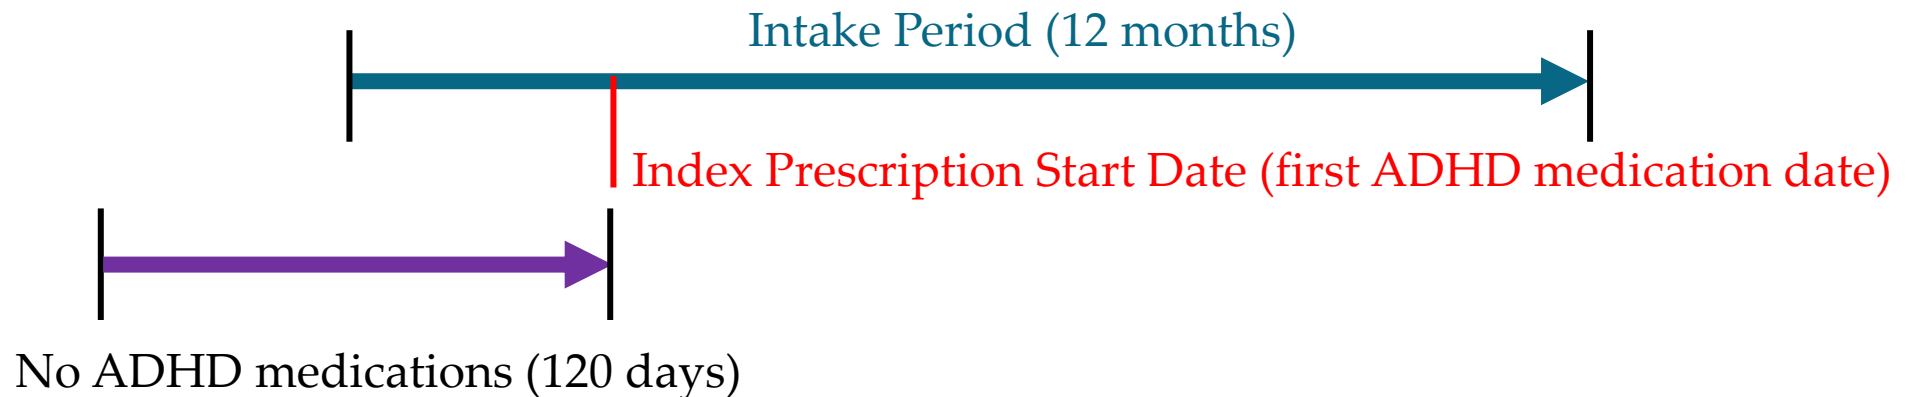 Intake Period (12 months)
Index Prescription Start Date (first ADHD medication date)
No ADHD medications (120 days)